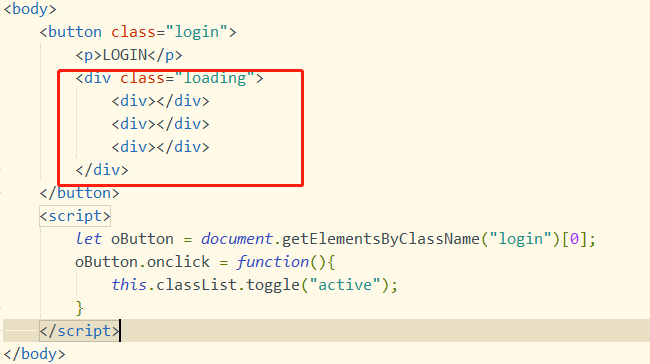 <body>
    <button class="login">
        <p>LOGIN</p>
        <div class="loading">
            <div></div>
            <div></div>
            <div></div>
        </div>
    </button>
    <script>
        let oButton = document.getElementsByClassName("login")[0];
        oButton.onclick = function(){
            this.classList.toggle("active");
        }
    </script>
</body>